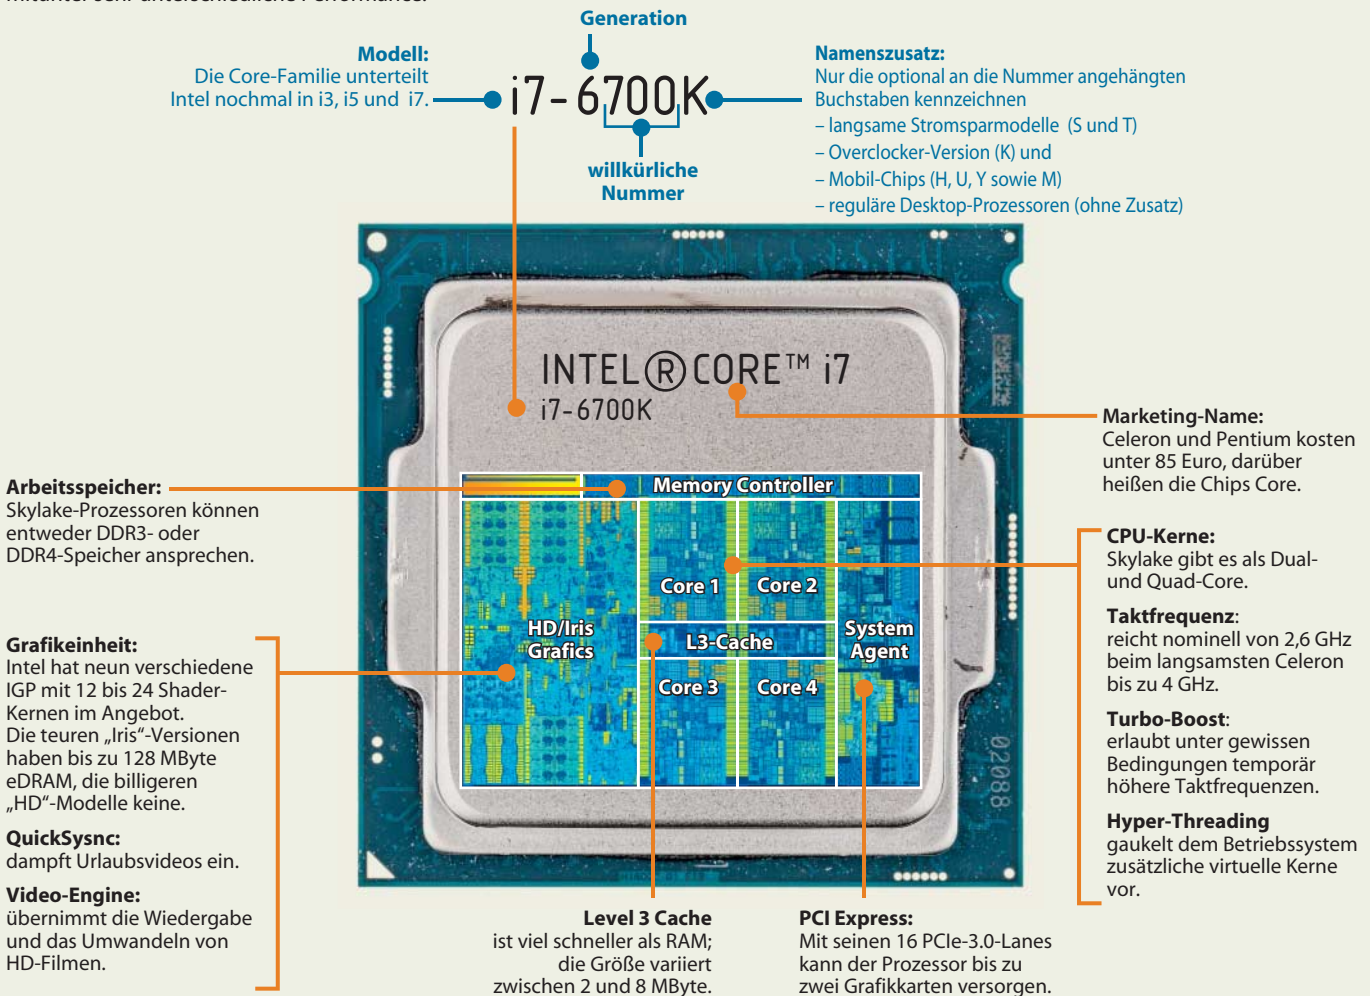 Generation
Modell:
Die Core-Familie unterteilt
Intel nochmal in i3, i5 und i7.
i7-6700K
willkürliche
Nummer
Namenszusatz:
Nur die optional an die Nummer angehängten
Buchstaben kennzeichnen
– langsame Stromsparmodelle (S und T)
– Overclocker-Version (K) und
– Mobil-Chips (H, U, Y sowie M)
– reguläre Desktop-Prozessoren (ohne Zusatz)
INTEL®CORE™ i7
i7-6700K
Marketing-Name:
Celeron und Pentium kosten
unter 85 Euro, darüber
heißen die Chips Core.
Arbeitsspeicher:
Skylake-Prozessoren können
entweder DDR3- oder
DDR4-Speicher ansprechen.
Memory Controller
Core 1
Core 2
HD/Iris
Grafics
L3-Cache
System
Agent
Core 3
Core 4
02088
CPU-Kerne:
Skylake gibt es als Dual-
und Quad-Core.
Taktfrequenz:
reicht nominell von 2,6 GHz
beim langsamsten Celeron
bis zu 4 GHz.
Turbo-Boost:
erlaubt unter gewissen
Bedingungen temporär
höhere Taktfrequenzen.
Hyper-Threading
gaukelt dem Betriebssystem
zusätzliche virtuelle Kerne
vor.
Grafikeinheit:
Intel hat neun verschiedene
IGP mit 12 bis 24 Shader-
Kernen im Angebot.
Die teuren „Iris“-Versionen
haben bis zu 128 MByte
eDRAM, die billigeren
„HD“-Modelle keine.
QuickSysnc:
dampft Urlaubsvideos ein.
Video-Engine:
übernimmt die Wiedergabe
und das Umwandeln von
HD-Filmen.
Level 3 Cache
ist viel schneller als RAM;
die Größe variiert
zwischen 2 und 8 MByte.
PCI Express:
Mit seinen 16 PCIe-3.0-Lanes
kann der Prozessor bis zu
zwei Grafikkarten versorgen.